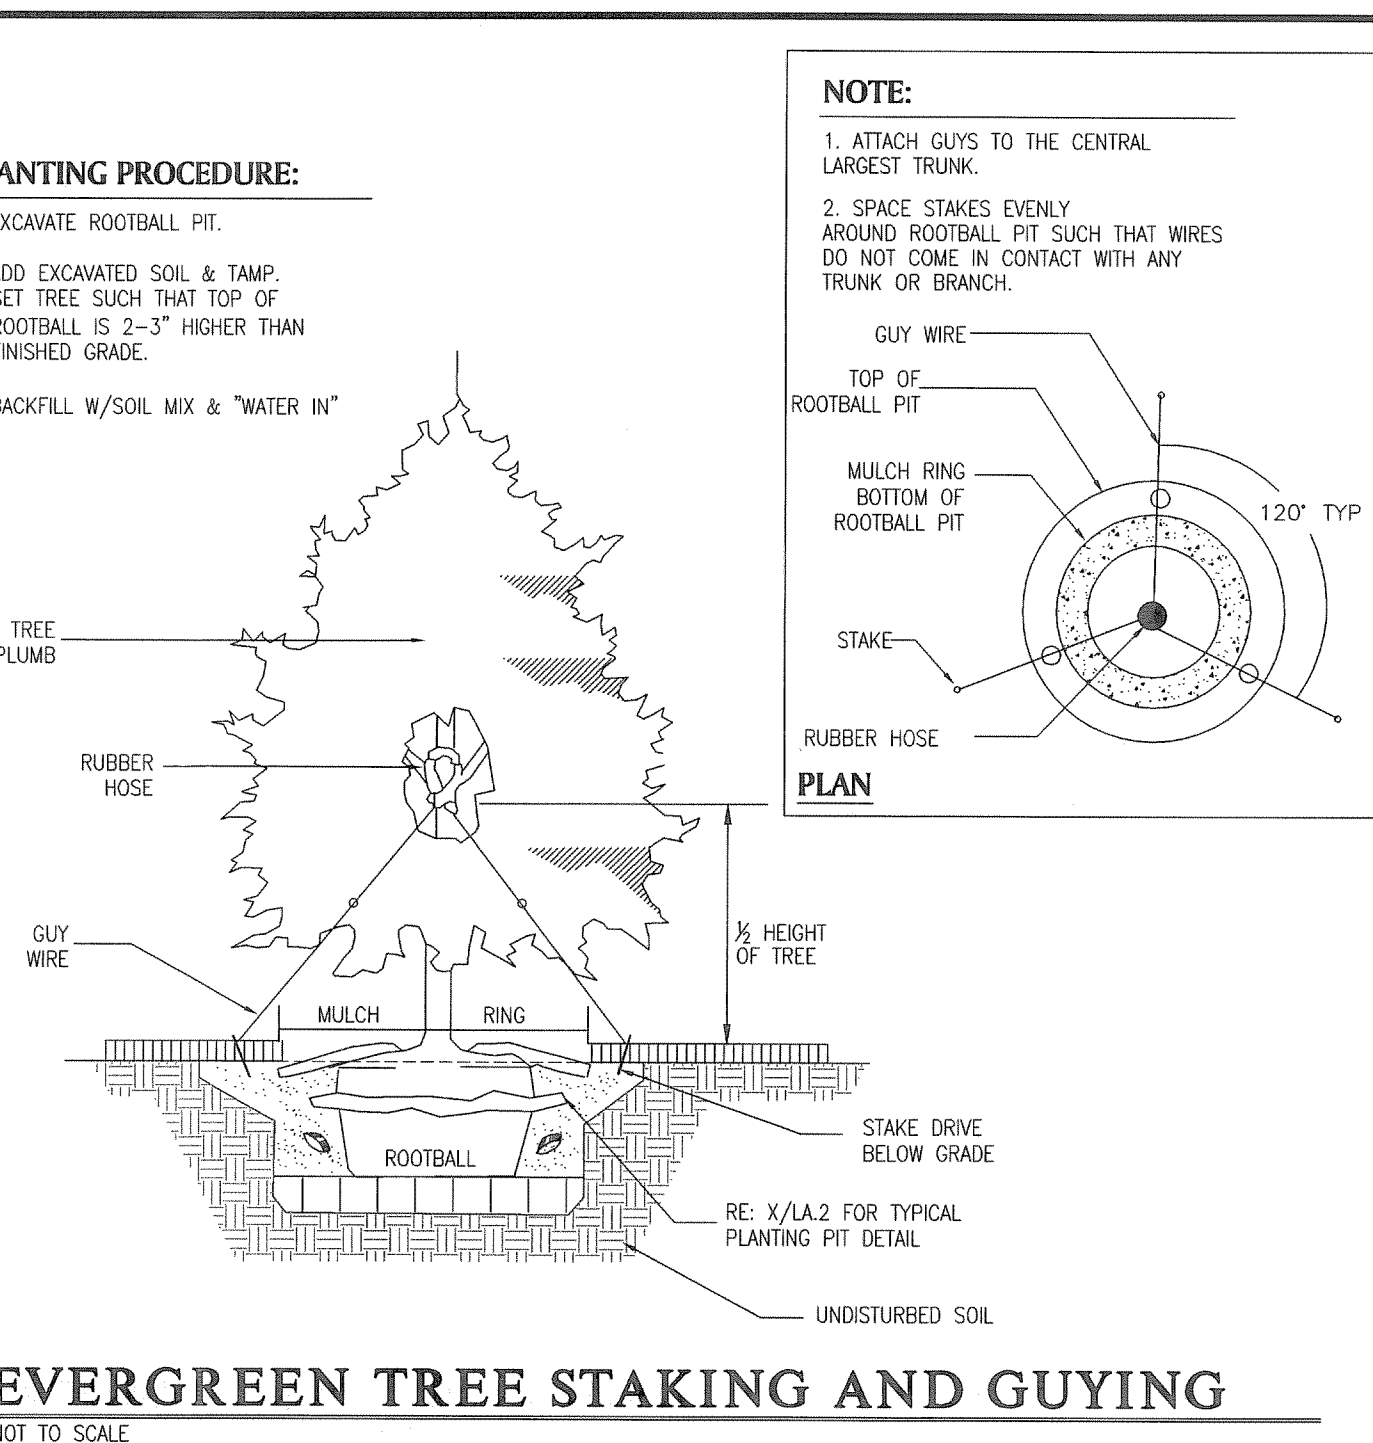 ANTING PROCEDURE:
XCAVATE ROOTBALL PIT.
DD EXCAVATED SOIL & TAMP.
SET TREE SUCH THAT TOP OF
ROOTBALL IS 2-3" HIGHER THAN
FINISHED GRADE.
BACKFILL W/SOIL MIX & "WATER IN"
NOTE:
1. ATTACH GUYS TO THE CENTRAL
LARGEST TRUNK.
2. SPACE STAKES EVENLY
AROUND ROOTBALL PIT SUCH THAT WIRES
DO NOT COME IN CONTACT WITH ANY
TRUNK OR BRANCH.
GUY WIRE
TOP OF
ROOTBALL PIT
MULCH RING
BOTTOM OF
ROOTBALL PIT
120° TYP
STAKE
RUBBER HOSE
PLAN
TREE
PLUMB
RUBBER
HOSE
GUY
WIRE
½ HEIGHT
OF TREE
MULCH RING
ROOTBALL
STAKE DRIVE
BELOW GRADE
RE: X/LA.2 FOR TYPICAL
PLANTING PIT DETAIL
UNDISTURBED SOIL
EVERGREEN TREE STAKING AND GUYING
NOT TO SCALE